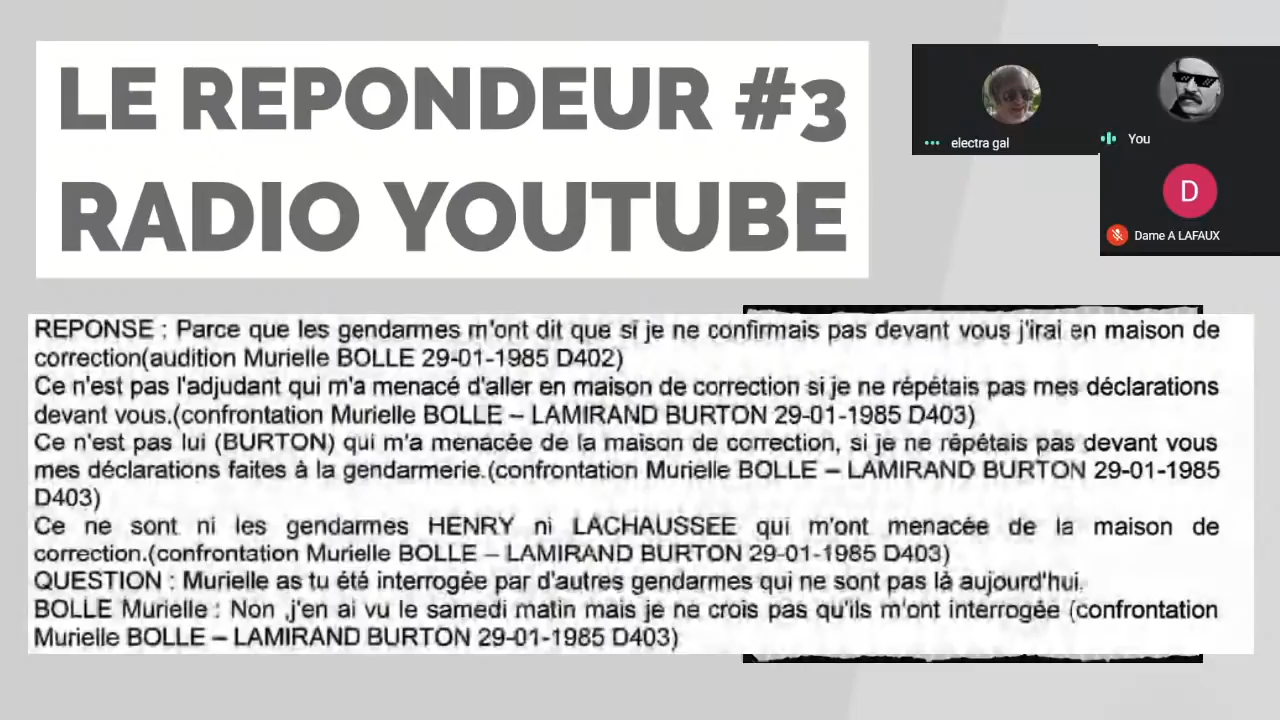 LE REPONDEUR #3
RADIO YOUTUBE
electra gal
You
D
Dame A LAFAUX
REPONSE : Parce que les gendarmes m'ont dit que si je ne confirmais pas devant vous j'irai en maison de
correction(audition Murielle BOLLE 29-01-1985 D402)
Ce n'est pas l'adjudant qui m'a menacé d'aller en maison de correction si je ne répétais pas mes déclarations
devant vous.(confrontation Murielle BOLLE – LAMIRAND BURTON 29-01-1985 D403)
Ce n'est pas lui (BURTON) qui m'a menacée de la maison de correction, si je ne répétais pas devant vous
mes déclarations faites à la gendarmerie.(confrontation Murielle BOLLE – LAMIRAND BURTON 29-01-1985
D403)
Ce ne sont ni les gendarmes HENRY ni LACHAUSSEE qui m'ont menacée de la maison de
correction.(confrontation Murielle BOLLE – LAMIRAND BURTON 29-01-1985 D403)
QUESTION : Murielle as tu été interrogée par d'autres gendarmes qui ne sont pas là aujourd'hui.
BOLLE Murielle : Non ,j'en ai vu le samedi matin mais je ne crois pas qu'ils m'ont interrogée (confrontation
Murielle BOLLE – LAMIRAND BURTON 29-01-1985 D403)